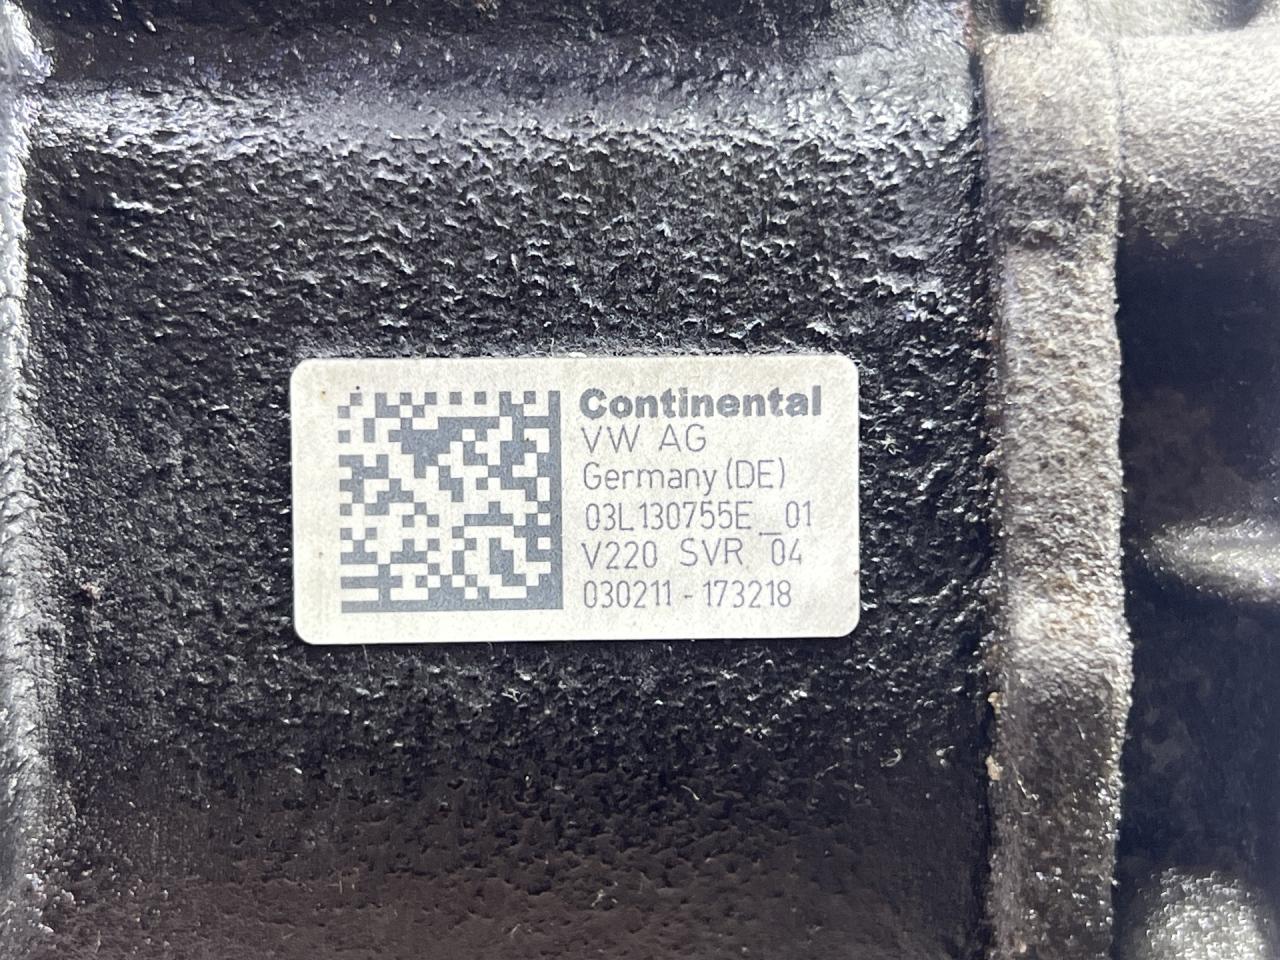 Continental
VW AG
Germany (DE)
03L130755E_01
V220 SVR 04
030211 - 173218